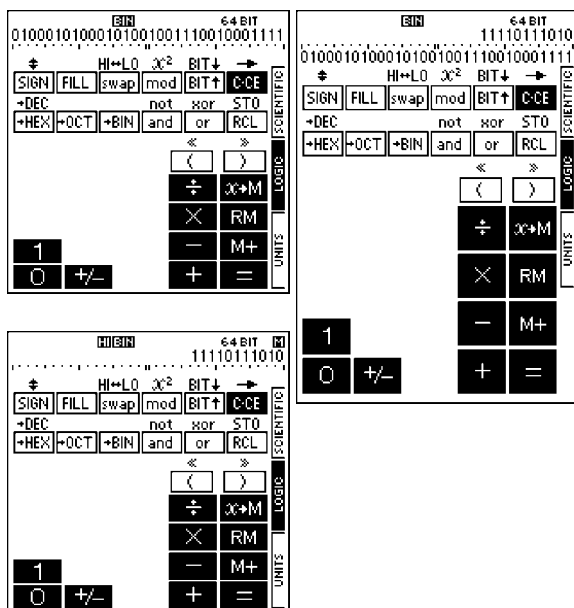 BIN 64 BIT
01000101000101001001110010001111
HI↔LO x² BIT↓
SIGN FILL swap mod BIT↑ C·CE
→DEC not xor STO
→HEX →OCT →BIN and or RCL
« »
( )
÷ x→M
× RM
1 − M+
0 +/− + =
SCIENTIFIC
LOGIC
UNITS
BIN 64 BIT
11110111010
01000101000101001001110010001111
HI↔LO x² BIT↓
SIGN FILL swap mod BIT↑ C·CE
→DEC not xor STO
→HEX →OCT →BIN and or RCL
« »
( )
÷ x→M
× RM
1 − M+
0 +/− + =
SCIENTIFIC
LOGIC
UNITS
HI BIN 64 BIT M
11110111010
HI↔LO x² BIT↓
SIGN FILL swap mod BIT↑ C·CE
→DEC not xor STO
→HEX →OCT →BIN and or RCL
« »
( )
÷ x→M
× RM
1 − M+
0 +/− + =
SCIENTIFIC
LOGIC
UNITS